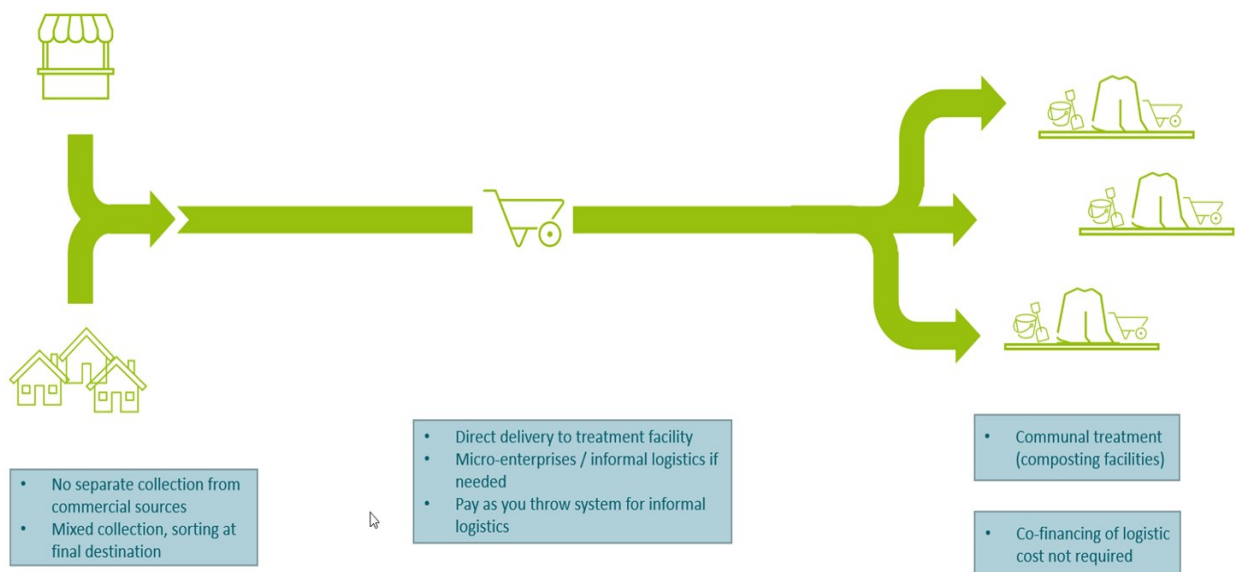 • No separate collection from
commercial sources
• Mixed collection, sorting at
final destination
• Direct delivery to treatment facility
• Micro-enterprises / informal logistics if
needed
• Pay as you throw system for informal
logistics
• Communal treatment
(composting facilities)
• Co-financing of logistic
cost not required